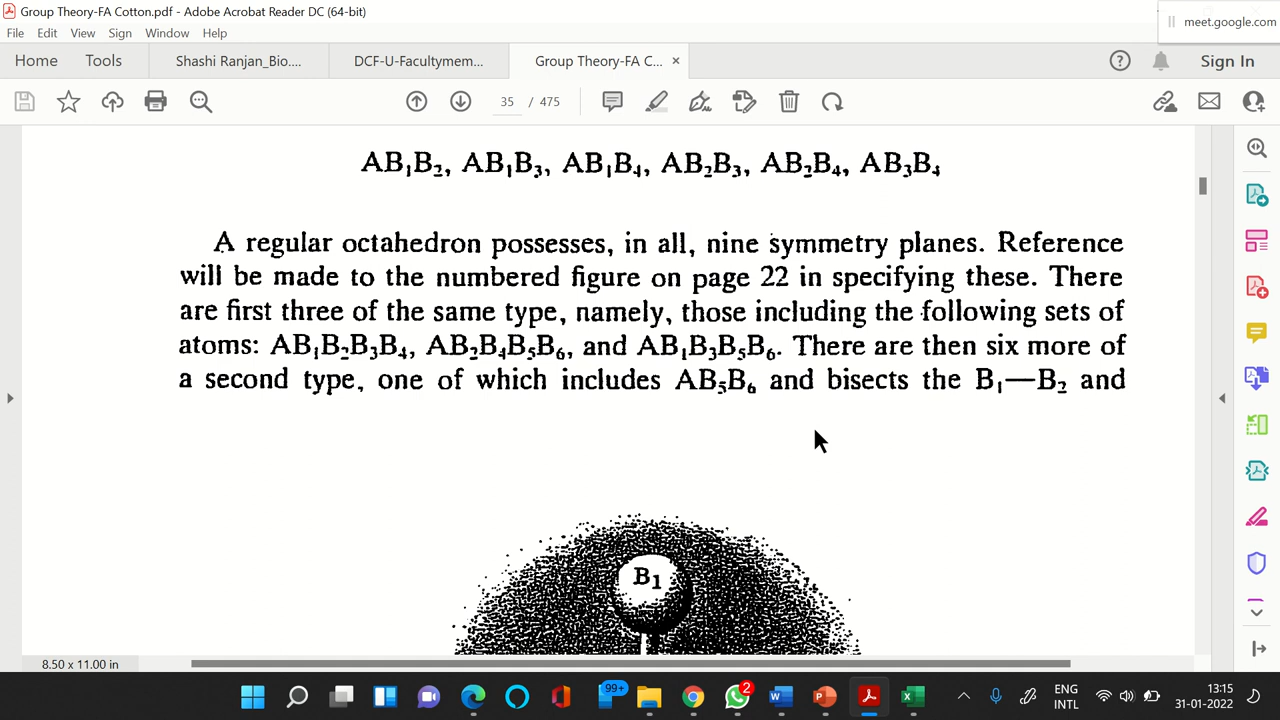 Group Theory-FA Cotton.pdf - Adobe Acrobat Reader DC (64-bit)
meet.google.com
File Edit View Sign Window Help
Home Tools Shashi Ranjan_Bio.... DCF-U-Facultymem... Group Theory-FA C... × Sign In
35 / 475
AB₁B₂, AB₁B₃, AB₁B₄, AB₂B₃, AB₂B₄, AB₃B₄
A regular octahedron possesses, in all, nine symmetry planes. Reference
will be made to the numbered figure on page 22 in specifying these. There
are first three of the same type, namely, those including the following sets of
atoms: AB₁B₂B₃B₄, AB₂B₄B₅B₆, and AB₁B₃B₅B₆. There are then six more of
a second type, one of which includes AB₅B₆ and bisects the B₁—B₂ and
B₁
8.50 x 11.00 in
99+
2
ENG
INTL
13:15
31-01-2022